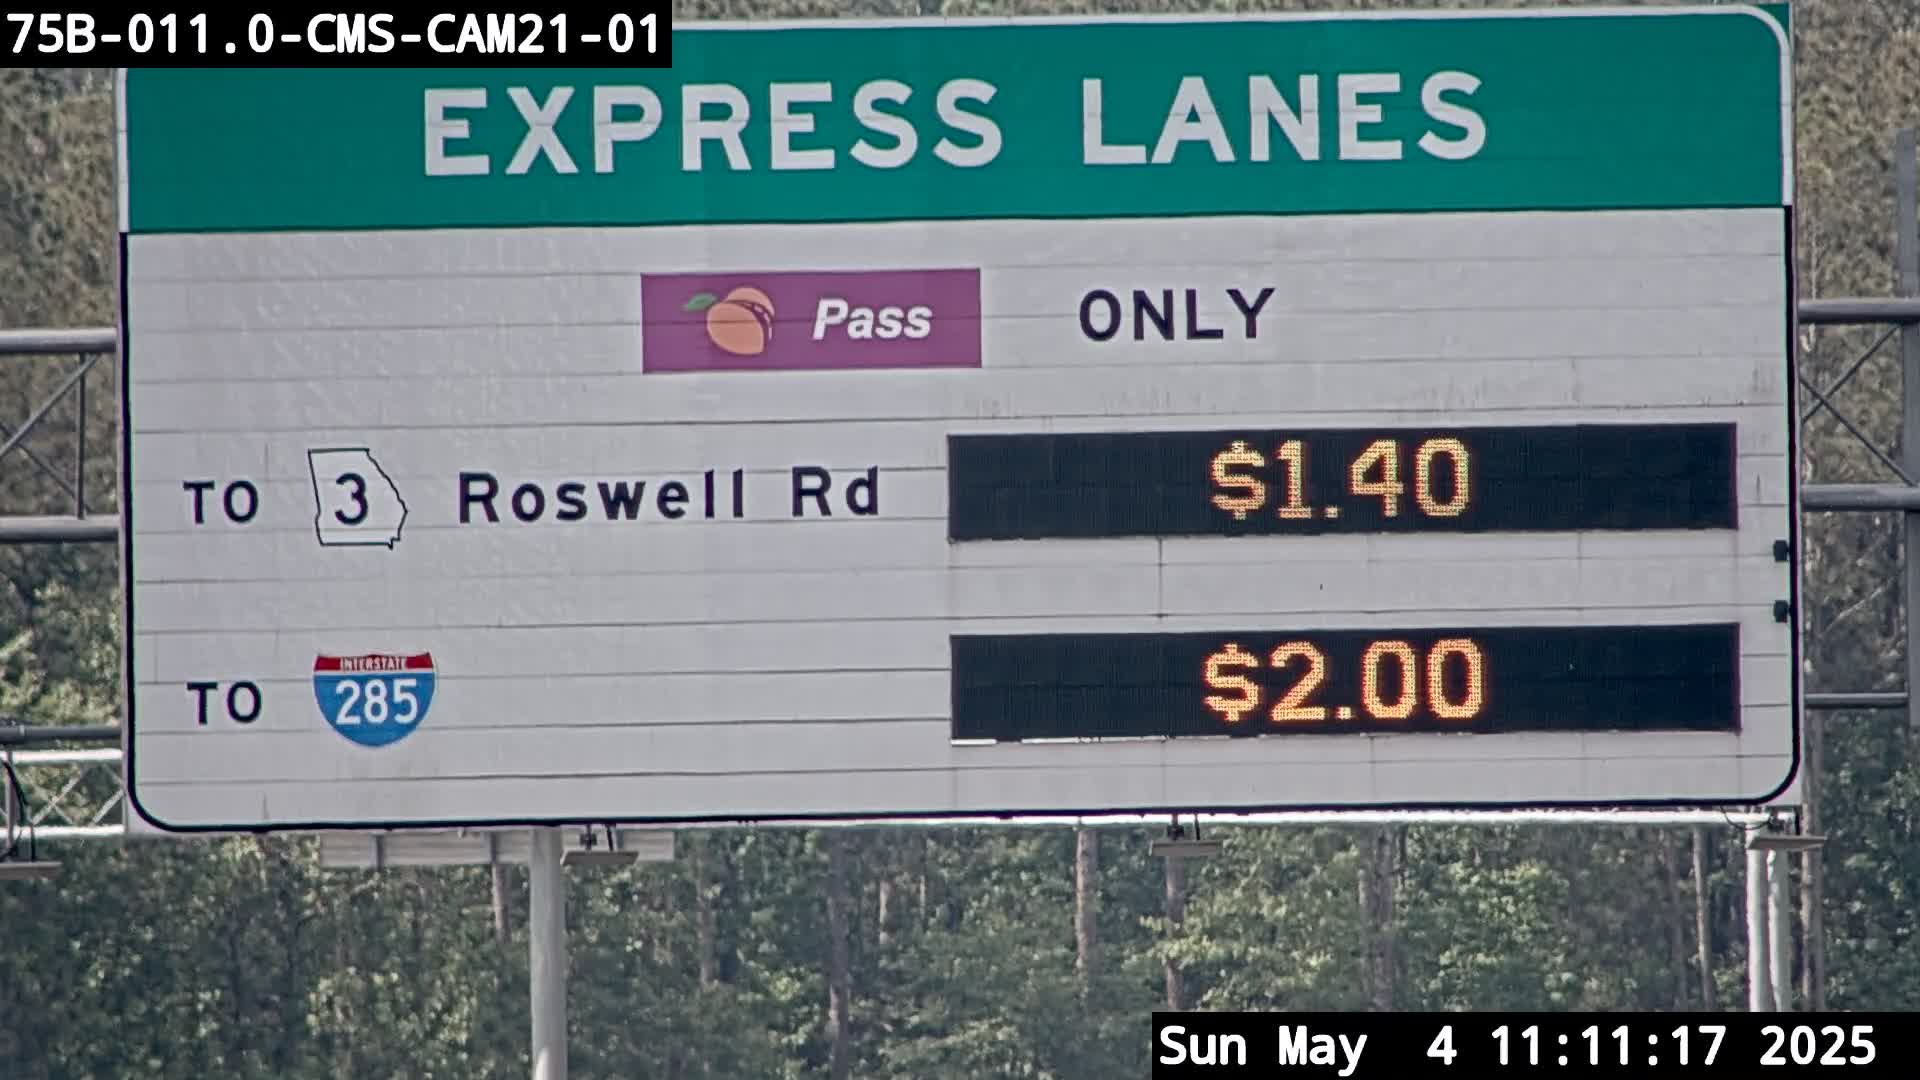 75B-011.0-CMS-CAM21-01
EXPRESS LANES
Pass ONLY
TO 3 Roswell Rd $1.40
INTERSTATE
TO 285 $2.00
Sun May 4 11:11:17 2025